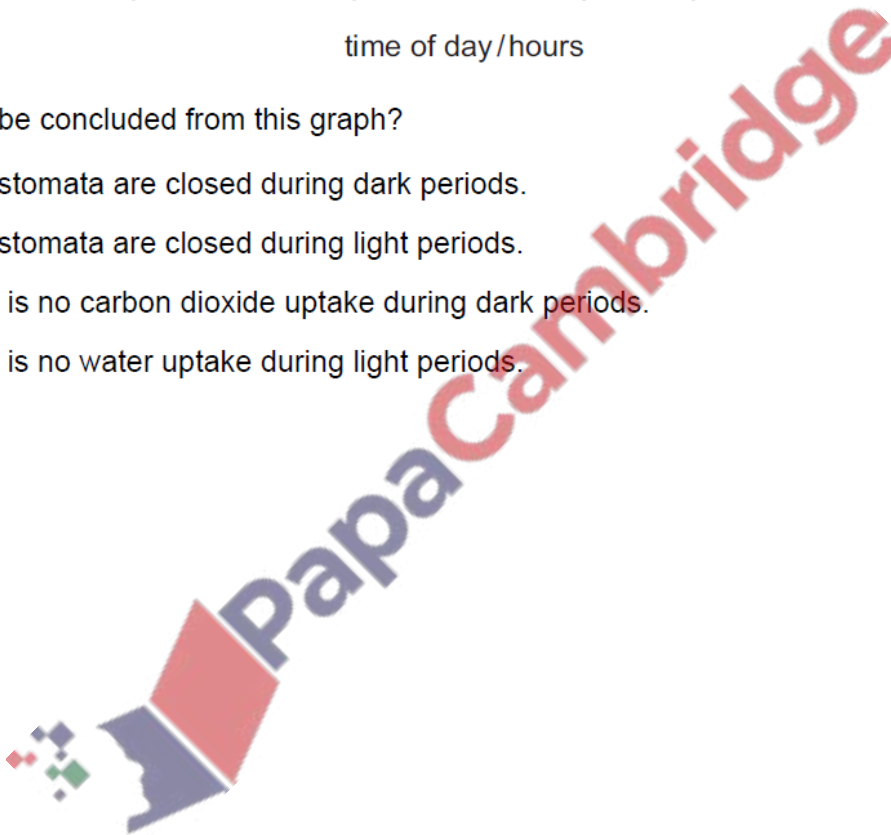 time of day/hours
be concluded from this graph?
stomata are closed during dark periods.
stomata are closed during light periods.
is no carbon dioxide uptake during dark periods.
is no water uptake during light periods.
PapaCambridge